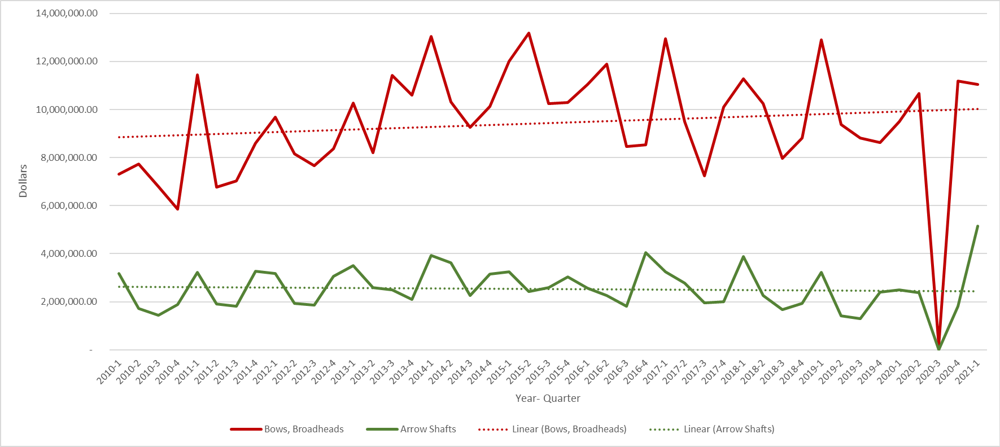 14,000,000.00
12,000,000.00
10,000,000.00
8,000,000.00
6,000,000.00
4,000,000.00
2,000,000.00
-
Dollars
2010-1 2010-2 2010-3 2010-4 2011-1 2011-2 2011-3 2011-4 2012-1 2012-2 2012-3 2012-4 2013-1 2013-2 2013-3 2013-4 2014-1 2014-2 2014-3 2014-4 2015-1 2015-2 2015-3 2015-4 2016-1 2016-2 2016-3 2016-4 2017-1 2017-2 2017-3 2017-4 2018-1 2018-2 2018-3 2018-4 2019-1 2019-2 2019-3 2019-4 2020-1 2020-2 2020-3 2020-4 2021-1
Year- Quarter
Bows, Broadheads Arrow Shafts Linear (Bows, Broadheads) Linear (Arrow Shafts)